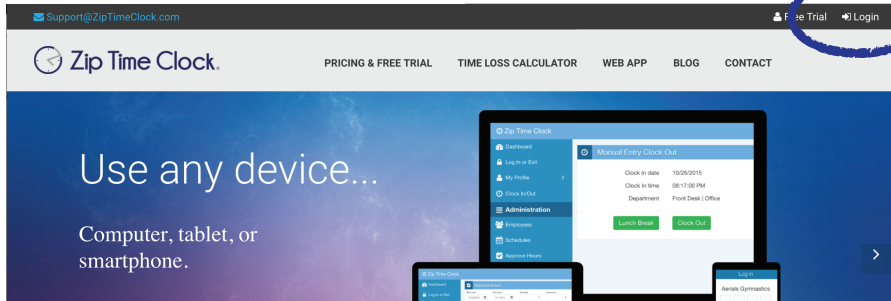 Support@ZipTimeClock.com
Free Trial
Login
Zip Time Clock.
PRICING & FREE TRIAL
TIME LOSS CALCULATOR
WEB APP
BLOG
CONTACT
Use any device...
Computer, tablet, or
smartphone.
Zip Time Clock
Dashboard
Log In or Exit
My Profile
Clock In/Out
Administration
Employees
Schedules
Approve Hours
Manual Entry Clock Out
Clock In date 10/26/2015
Clock In time 08:17:00 PM
Department Front Desk | Office
Lunch Break
Clock Out
Zip Time Clock
Dashboard
Log In or Exit
Log in
Aerials Gymnastics